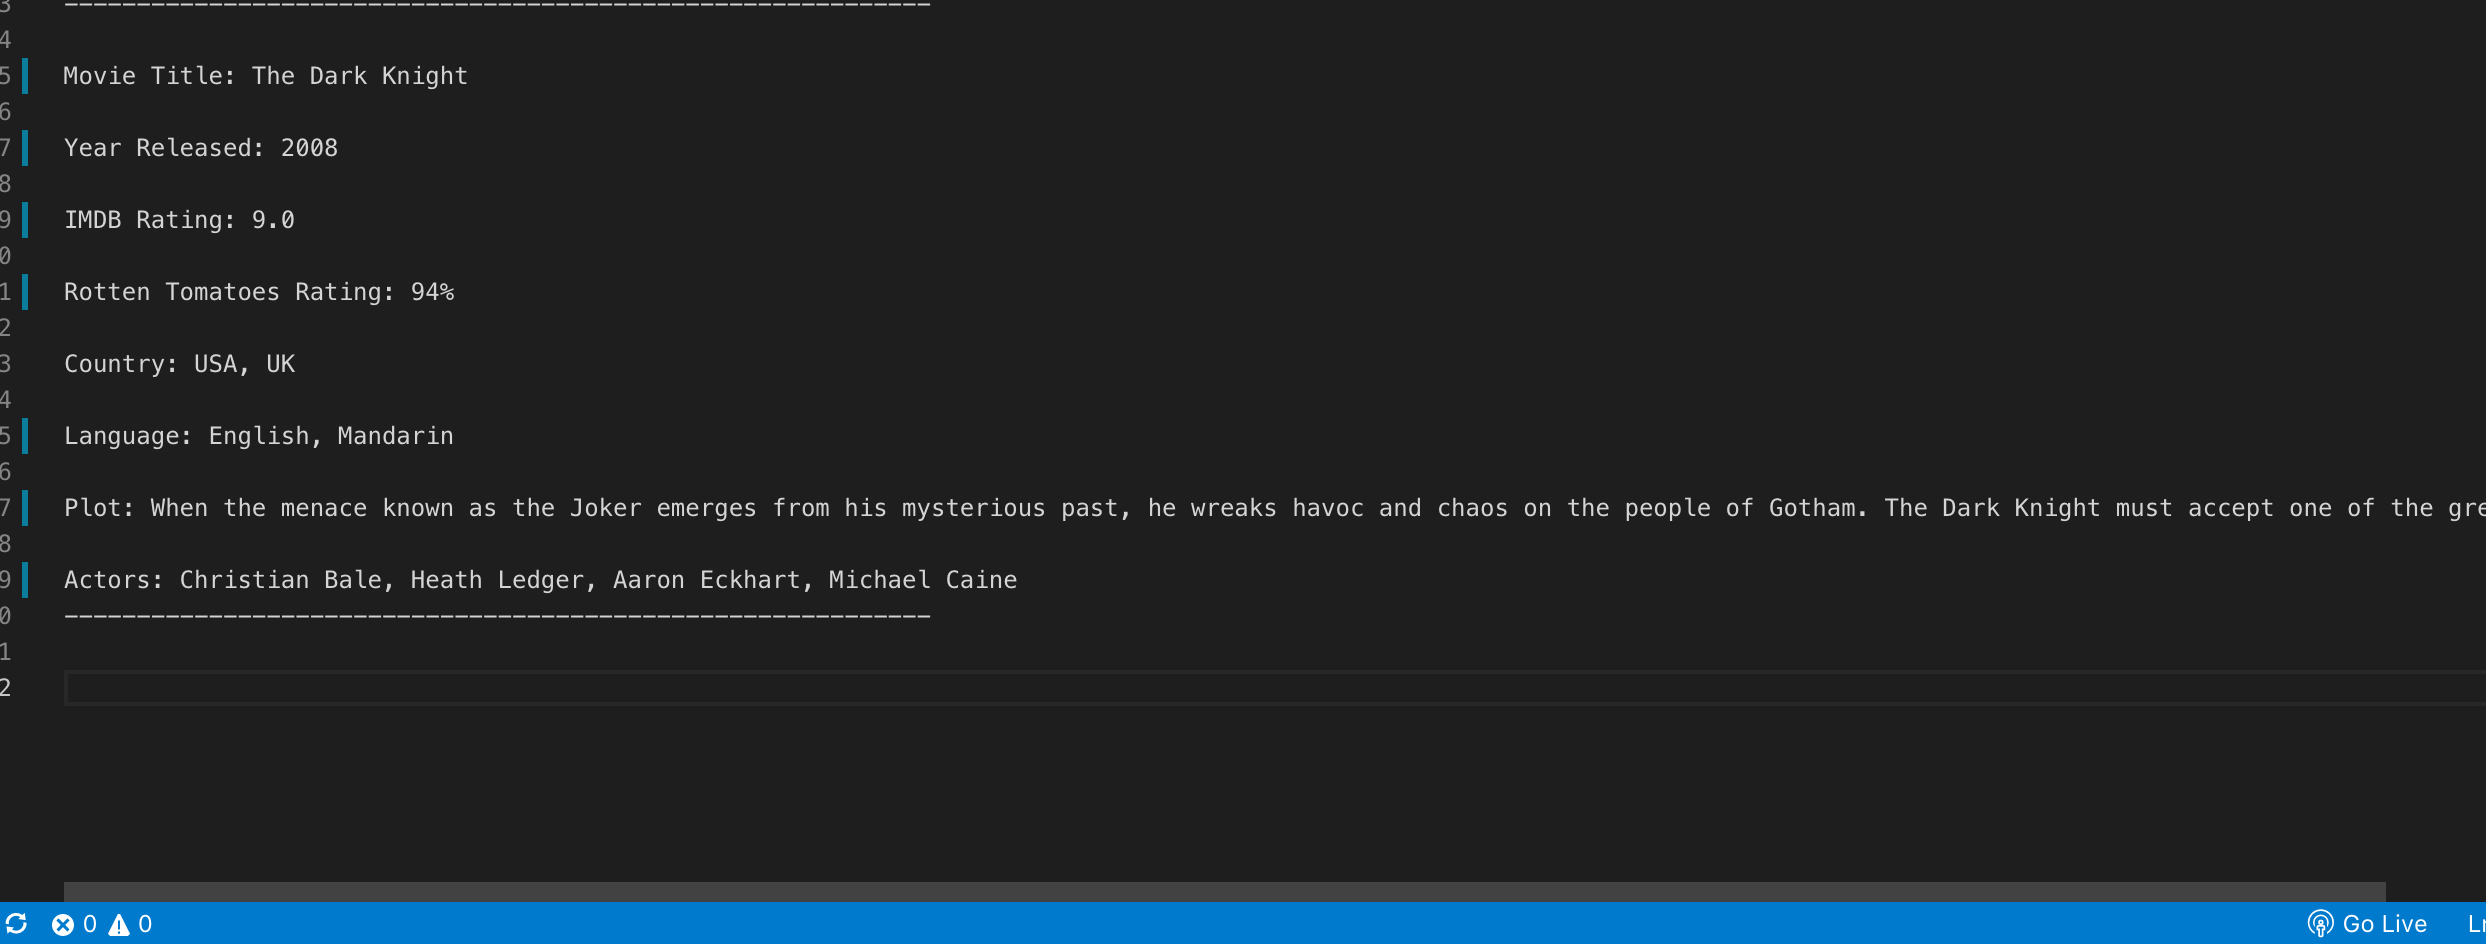 3 ------------------------------------------------------------
4
5 Movie Title: The Dark Knight
6
7 Year Released: 2008
8
9 IMDB Rating: 9.0
0
1 Rotten Tomatoes Rating: 94%
2
3 Country: USA, UK
4
5 Language: English, Mandarin
6
7 Plot: When the menace known as the Joker emerges from his mysterious past, he wreaks havoc and chaos on the people of Gotham. The Dark Knight must accept one of the gre
8
9 Actors: Christian Bale, Heath Ledger, Aaron Eckhart, Michael Caine
0 ------------------------------------------------------------
1
2
0 0 Go Live